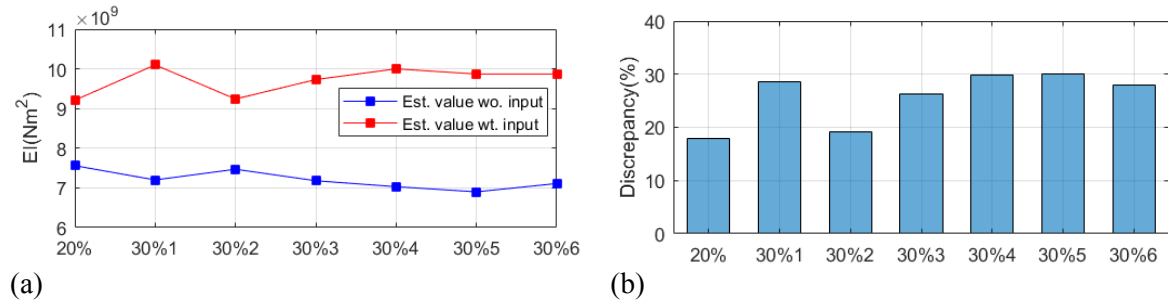 ×10^9
11
10
9
8
7
6
EI(Nm^2)
Est. value wo. input
Est. value wt. input
20% 30%1 30%2 30%3 30%4 30%5 30%6
(a)
40
30
20
10
0
Discrepancy(%)
20% 30%1 30%2 30%3 30%4 30%5 30%6
(b)